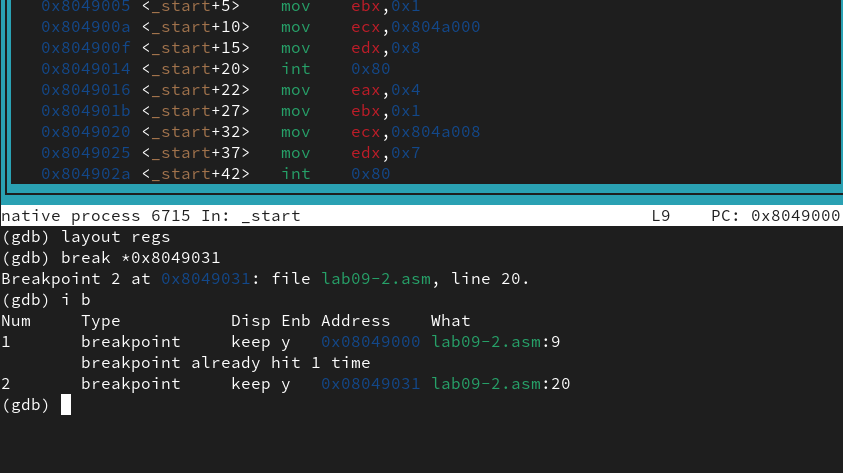 0x8049005 <_start+5> mov ebx,0x1
0x804900a <_start+10> mov ecx,0x804a000
0x804900f <_start+15> mov edx,0x8
0x8049014 <_start+20> int 0x80
0x8049016 <_start+22> mov eax,0x4
0x804901b <_start+27> mov ebx,0x1
0x8049020 <_start+32> mov ecx,0x804a008
0x8049025 <_start+37> mov edx,0x7
0x804902a <_start+42> int 0x80
native process 6715 In: _start L9 PC: 0x8049000
(gdb) layout regs
(gdb) break *0x8049031
Breakpoint 2 at 0x8049031: file lab09-2.asm, line 20.
(gdb) i b
Num Type Disp Enb Address What
1 breakpoint keep y 0x08049000 lab09-2.asm:9
breakpoint already hit 1 time
2 breakpoint keep y 0x08049031 lab09-2.asm:20
(gdb)